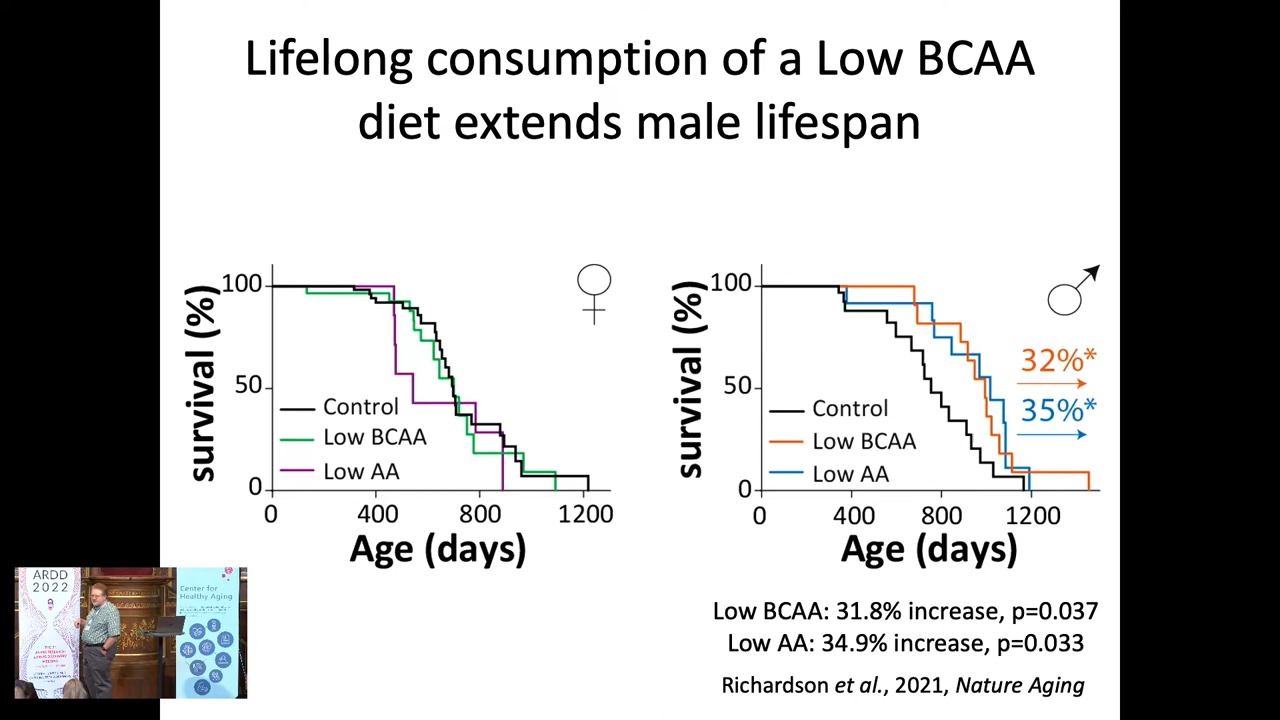 Lifelong consumption of a Low BCAA
diet extends male lifespan
survival (%)
100
50
0
Control
Low BCAA
Low AA
0 400 800 1200
Age (days)
survival (%)
100
50
0
32%*
35%*
Control
Low BCAA
Low AA
0 400 800 1200
Age (days)
Low BCAA: 31.8% increase, p=0.037
Low AA: 34.9% increase, p=0.033
Richardson et al., 2021, Nature Aging
ARDD
2022
Center for
Healthy Aging